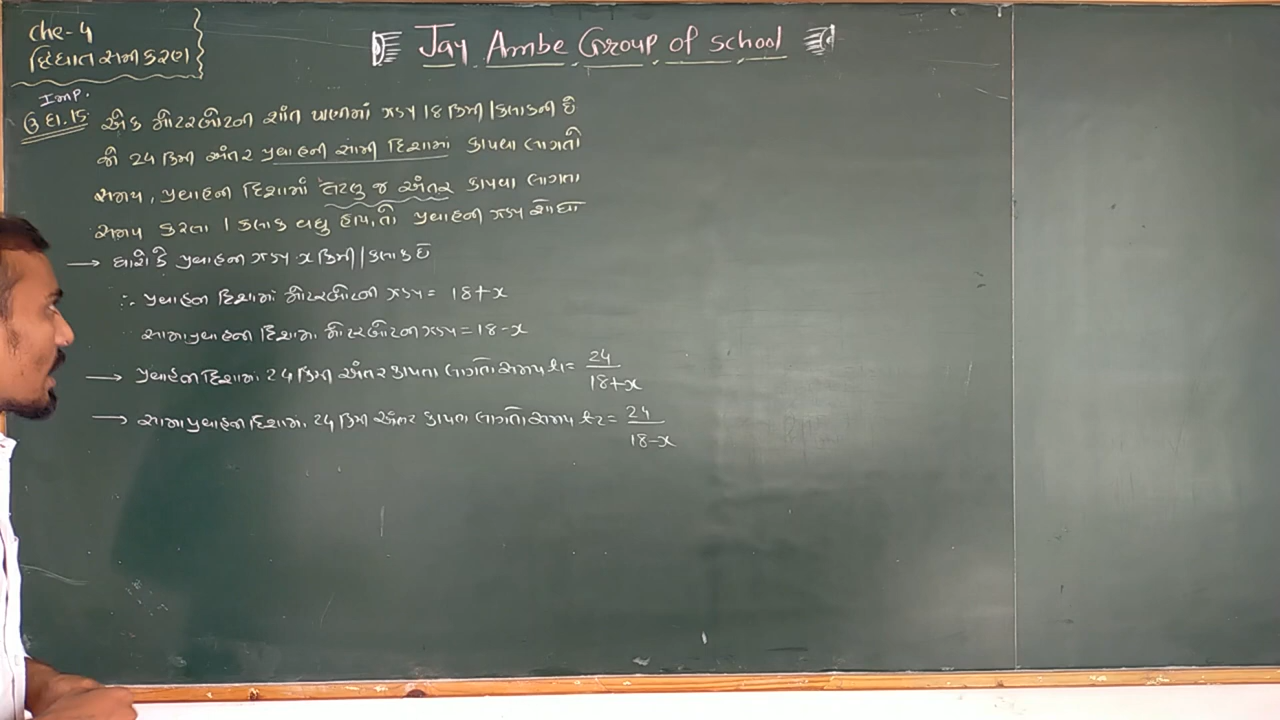 che-4
દ્વિઘાત સમીકરણ
Jay Ambe Group of school
Imp.
ઉદા.15 એક મોટરબોટની શાંત પાણીમાં ઝડપ 18 કિમી/કલાકની છે
જો 24 કિમી અંતર પ્રવાહની સામી દિશામાં કાપવા લાગતો
સમય, પ્રવાહની દિશામાં તેટલુ જ અંતર કાપવા લાગતા
સમય કરતા 1 કલાક વધુ હોય,તો પ્રવાહની ઝડપ શોધો
→ ધારો કે પ્રવાહની ઝડપ x કિમી/કલાક છે
∴ પ્રવાહની દિશામાં મોટરબોટની ઝડપ = 18+x
સામા પ્રવાહની દિશામાં મોટરબોટની ઝડપ = 18-x
→ પ્રવાહની દિશામાં 24 કિમી અંતર કાપતા લાગતો સમય t1 = 24/18+x
→ સામા પ્રવાહની દિશામાં 24 કિમી અંતર કાપતા લાગતો સમય t2 = 24/18-x